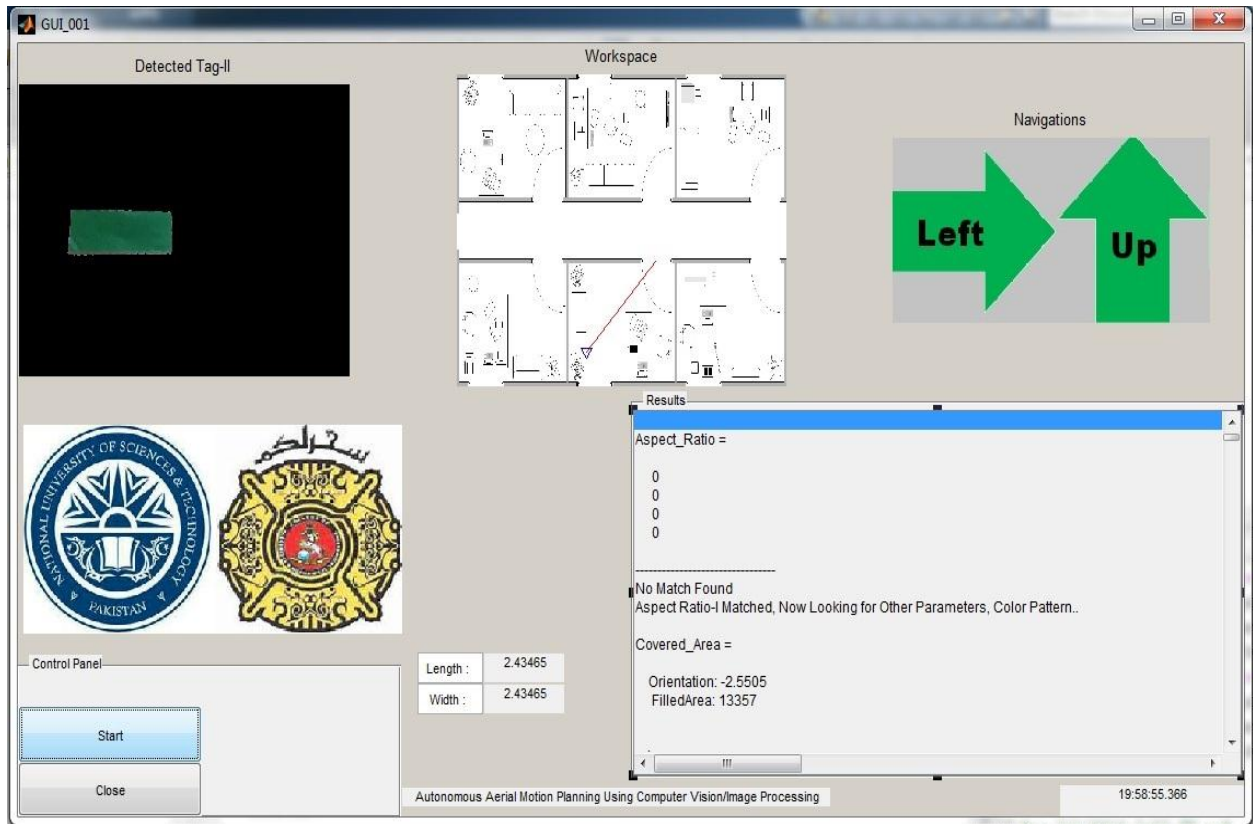 GUI_001
Detected Tag-II
Workspace
Navigations
Left
Up
Results
Aspect_Ratio =
0
0
0
0
--------------------------------
No Match Found
Aspect Ratio-I Matched, Now Looking for Other Parameters, Color Pattern..
Covered_Area =
Orientation: -2.5505
FilledArea: 13357
NATIONAL UNIVERSITY OF SCIENCES & TECHNOLOGY
PAKISTAN
Control Panel
Start
Close
Length : 2.43465
Width : 2.43465
Autonomous Aerial Motion Planning Using Computer Vision/Image Processing
19:58:55.366